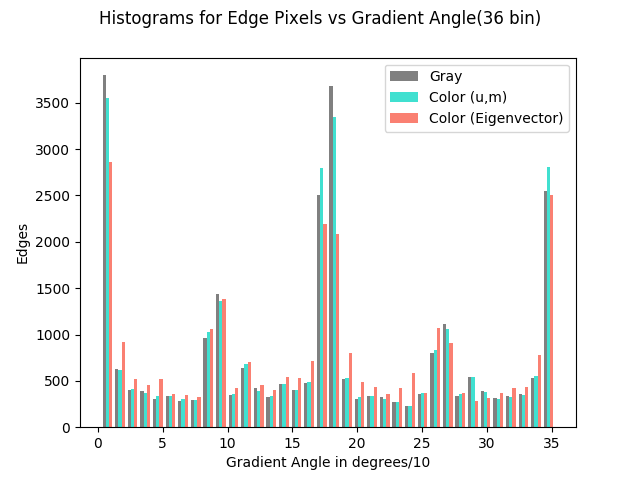 Histograms for Edge Pixels vs Gradient Angle(36 bin)
Gray
Color (u,m)
Color (Eigenvector)
3500
3000
2500
2000
1500
1000
500
0
Edges
0 5 10 15 20 25 30 35
Gradient Angle in degrees/10